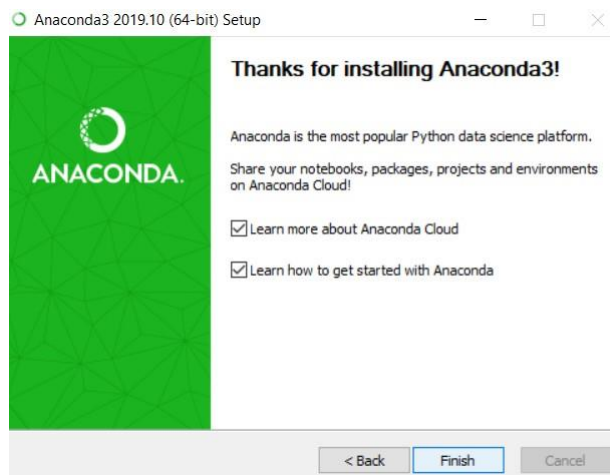 Anaconda3 2019.10 (64-bit) Setup
Thanks for installing Anaconda3!
ANACONDA.
Anaconda is the most popular Python data science platform.
Share your notebooks, packages, projects and environments
on Anaconda Cloud!
Learn more about Anaconda Cloud
Learn how to get started with Anaconda
< Back
Finish
Cancel